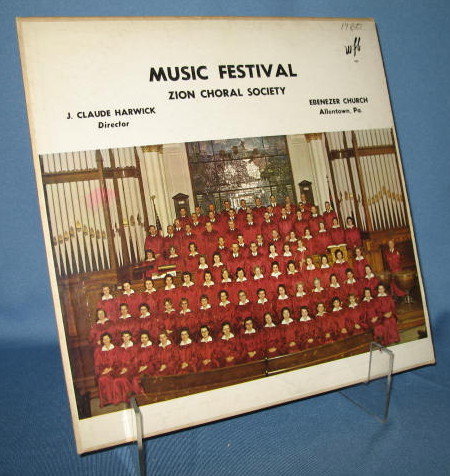 MUSIC FESTIVAL
ZION CHORAL SOCIETY
J. CLAUDE HARWICK
Director
EBENEZER CHURCH
Allentown, Pa.